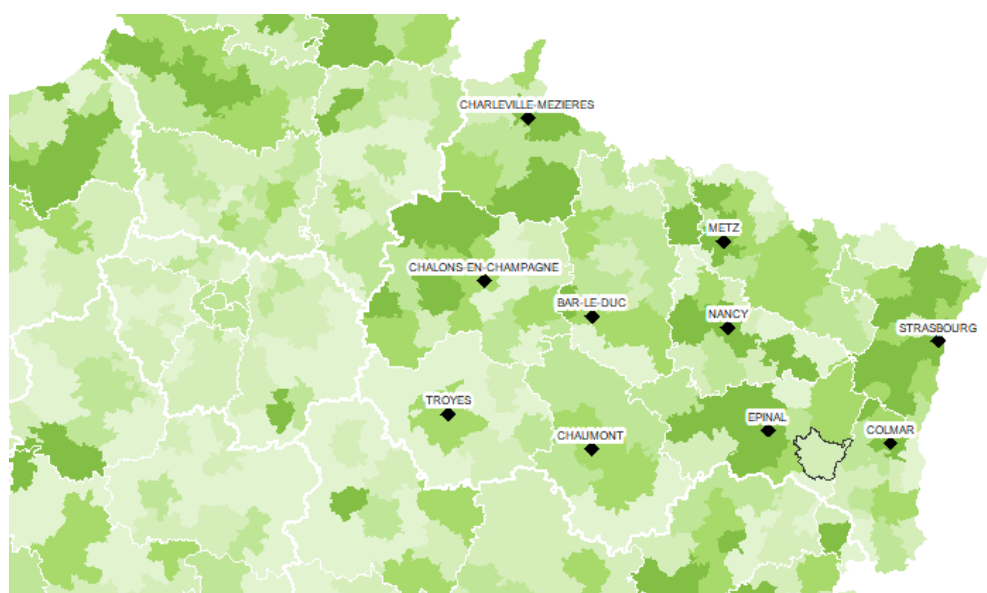 CHARLEVILLE-MEZIERES
METZ
CHALONS-EN-CHAMPAGNE
BAR-LE-DUC
NANCY
STRASBOURG
TROYES
EPINAL
COLMAR
CHAUMONT